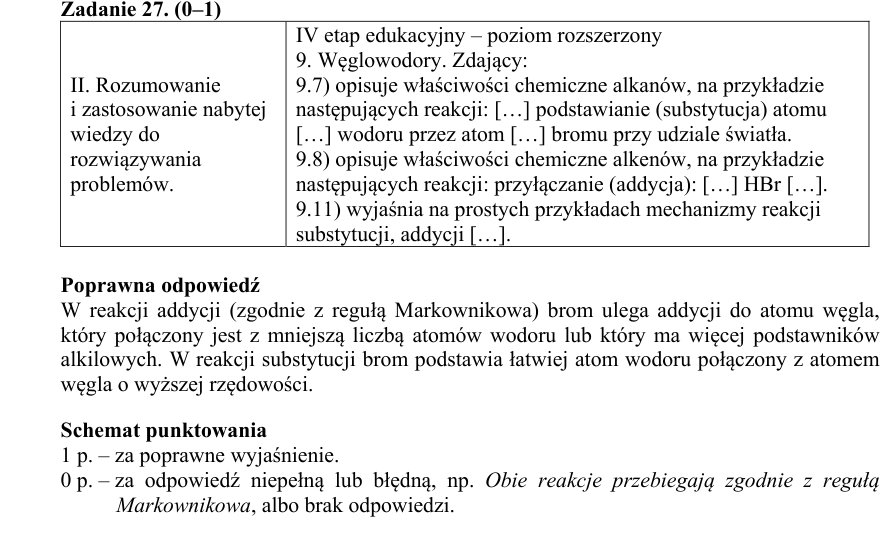 Zadanie 27. (0–1)
II. Rozumowanie
i zastosowanie nabytej
wiedzy do
rozwiązywania
problemów.
IV etap edukacyjny – poziom rozszerzony
9. Węglowodory. Zdający:
9.7) opisuje właściwości chemiczne alkanów, na przykładzie
następujących reakcji: […] podstawianie (substytucja) atomu
[…] wodoru przez atom […] bromu przy udziale światła.
9.8) opisuje właściwości chemiczne alkenów, na przykładzie
następujących reakcji: przyłączanie (addycja): […] HBr […].
9.11) wyjaśnia na prostych przykładach mechanizmy reakcji
substytucji, addycji […].
Poprawna odpowiedź
W reakcji addycji (zgodnie z regułą Markownikowa) brom ulega addycji do atomu węgla,
który połączony jest z mniejszą liczbą atomów wodoru lub który ma więcej podstawników
alkilowych. W reakcji substytucji brom podstawia łatwiej atom wodoru połączony z atomem
węgla o wyższej rzędowości.
Schemat punktowania
1 p. – za poprawne wyjaśnienie.
0 p. – za odpowiedź niepełną lub błędną, np. Obie reakcje przebiegają zgodnie z regułą
Markownikowa, albo brak odpowiedzi.